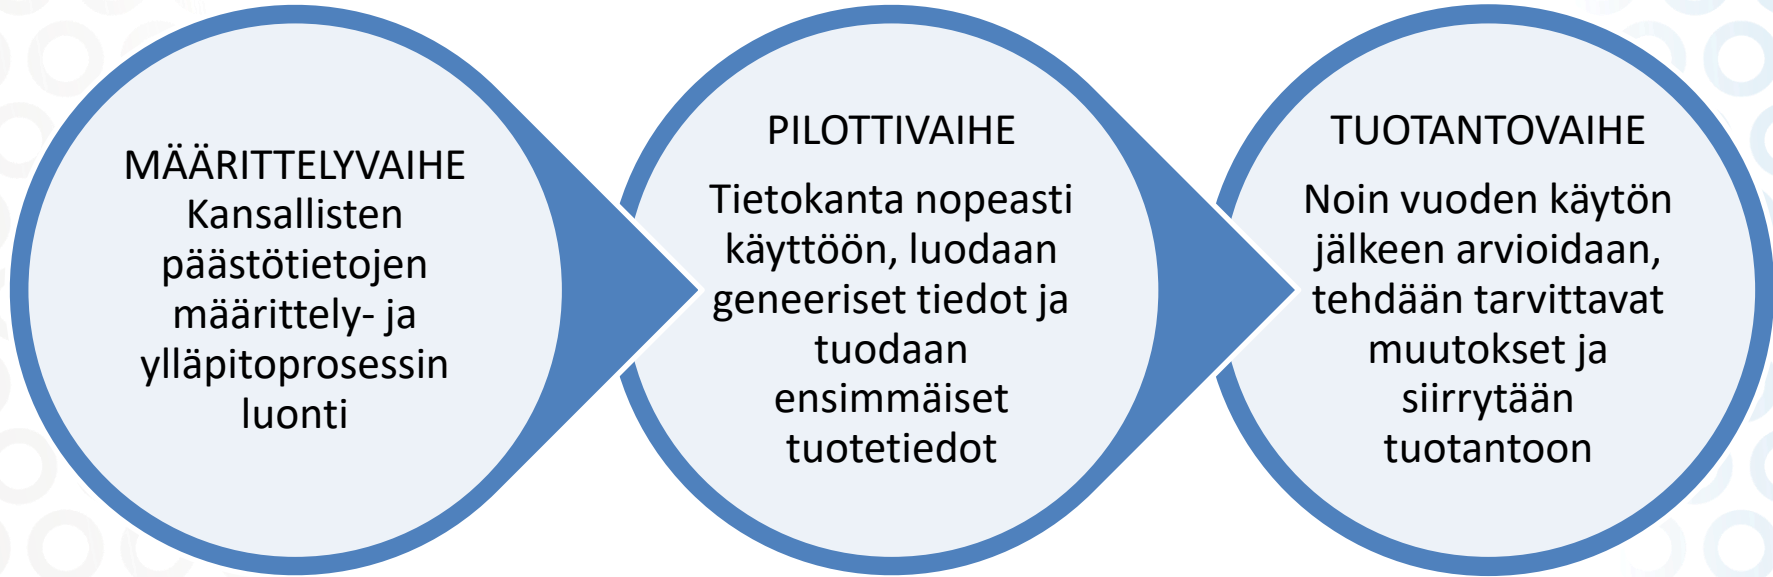 MÄÄRITTELYVAIHE
Kansallisten
päästötietojen
määrittely- ja
ylläpitoprosessin
luonti
PILOTTIVAIHE
Tietokanta nopeasti
käyttöön, luodaan
geneeriset tiedot ja
tuodaan
ensimmäiset
tuotetiedot
TUOTANTOVAIHE
Noin vuoden käytön
jälkeen arvioidaan,
tehdään tarvittavat
muutokset ja
siirrytään
tuotantoon